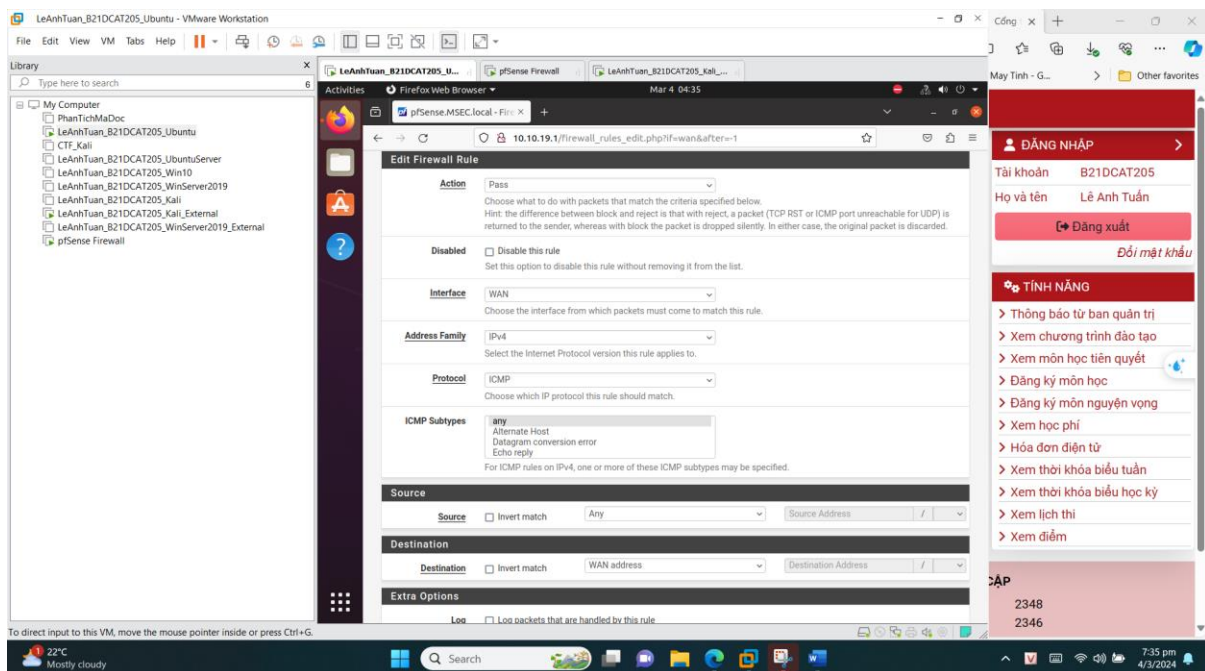 LeAnhTuan_B21DCAT205_Ubuntu - VMware Workstation
File Edit View VM Tabs Help
Library
Type here to search
My Computer
PhanTichMaDoc
LeAnhTuan_B21DCAT205_Ubuntu
CTF_Kali
LeAnhTuan_B21DCAT205_UbuntuServer
LeAnhTuan_B21DCAT205_Win10
LeAnhTuan_B21DCAT205_WinServer2019
LeAnhTuan_B21DCAT205_Kali
LeAnhTuan_B21DCAT205_Kali_External
LeAnhTuan_B21DCAT205_WinServer2019_External
pfSense Firewall
LeAnhTuan_B21DCAT205_U... pfSense Firewall LeAnhTuan_B21DCAT205_Kali_...
Activities Firefox Web Browser Mar 4 04:35
pfSense.MSEC.local - Fire
10.10.19.1/firewall_rules_edit.php?if=wan&after=-1
Edit Firewall Rule
Action Pass
Choose what to do with packets that match the criteria specified below.
Hint: the difference between block and reject is that with reject, a packet (TCP RST or ICMP port unreachable for UDP) is
returned to the sender, whereas with block the packet is dropped silently. In either case, the original packet is discarded.
Disabled Disable this rule
Set this option to disable this rule without removing it from the list.
Interface WAN
Choose the interface from which packets must come to match this rule.
Address Family IPv4
Select the Internet Protocol version this rule applies to.
Protocol ICMP
Choose which IP protocol this rule should match.
ICMP Subtypes any
Alternate Host
Datagram conversion error
Echo reply
For ICMP rules on IPv4, one or more of these ICMP subtypes may be specified.
Source
Source Invert match Any Source Address /
Destination
Destination Invert match WAN address Destination Address /
Extra Options
Log Log packets that are handled by this rule
To direct input to this VM, move the mouse pointer inside or press Ctrl+G.
Cổng
May Tinh - G... Other favorites
ĐĂNG NHẬP
Tài khoản B21DCAT205
Họ và tên Lê Anh Tuấn
Đăng xuất
Đổi mật khẩu
TÍNH NĂNG
Thông báo từ ban quản trị
Xem chương trình đào tạo
Xem môn học tiên quyết
Đăng ký môn học
Đăng ký môn nguyện vọng
Xem học phí
Hóa đơn điện tử
Xem thời khóa biểu tuần
Xem thời khóa biểu học kỳ
Xem lịch thi
Xem điểm
CẬP
2348
2346
1
22°C
Mostly cloudy
Search
7:35 pm
4/3/2024